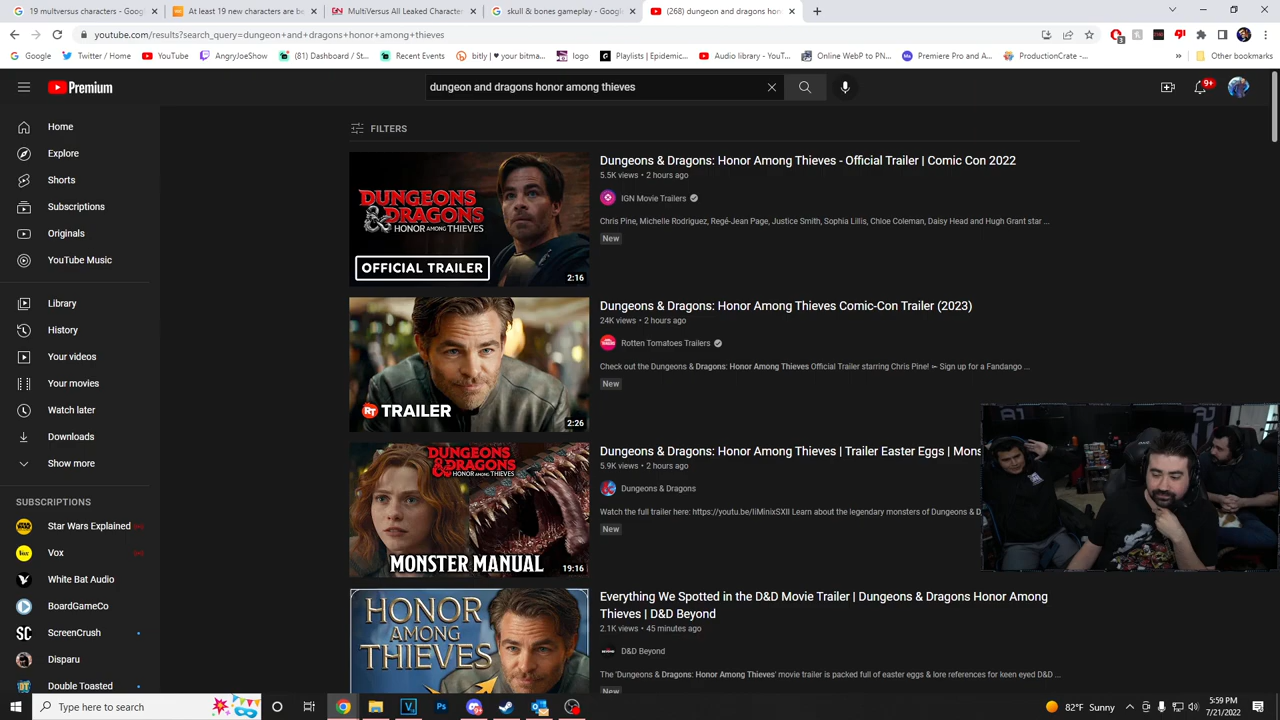 19 multi characters - Google
At least 19 new characters are be
MultiVersus All Leaked Character
skull & bones gameplay - Google
(268) dungeon and dragons hon
youtube.com/results?search_query=dungeon+and+dragons+honor+among+thieves
3
Google
Twitter / Home
YouTube
AngryJoeShow
(81) Dashboard / St...
Recent Events
bitly | ♥ your bitma...
logo
Playlists | Epidemic...
Audio library - YouT...
Online WebP to PN...
Premiere Pro and A...
ProductionCrate -...
»
Other bookmarks
Premium
dungeon and dragons honor among thieves
9+
Home
Explore
Shorts
Subscriptions
Originals
YouTube Music
Library
History
Your videos
Your movies
Watch later
Downloads
Show more
SUBSCRIPTIONS
Star Wars Explained
Vox
White Bat Audio
BoardGameCo
SC ScreenCrush
Disparu
Double Toasted
FILTERS
DUNGEONS
& DRAGONS
HONOR AMONG THIEVES
OFFICIAL TRAILER
2:16
Dungeons & Dragons: Honor Among Thieves - Official Trailer | Comic Con 2022
5.5K views • 2 hours ago
IGN Movie Trailers
Chris Pine, Michelle Rodriguez, Regé-Jean Page, Justice Smith, Sophia Lillis, Chloe Coleman, Daisy Head and Hugh Grant star ...
New
RT TRAILER
2:26
Dungeons & Dragons: Honor Among Thieves Comic-Con Trailer (2023)
24K views • 2 hours ago
Rotten Tomatoes Trailers
Check out the Dungeons & Dragons: Honor Among Thieves Official Trailer starring Chris Pine! ► Sign up for a Fandango ...
New
DUNGEONS
& DRAGONS
HONOR AMONG THIEVES
MONSTER MANUAL
19:16
Dungeons & Dragons: Honor Among Thieves | Trailer Easter Eggs | Mons
5.9K views • 2 hours ago
Dungeons & Dragons
Watch the full trailer here: https://youtu.be/IiMinixSXII Learn about the legendary monsters of Dungeons & D
New
HONOR
AMONG
THIEVES
Everything We Spotted in the D&D Movie Trailer | Dungeons & Dragons Honor Among
Thieves | D&D Beyond
2.1K views • 45 minutes ago
D&D Beyond
The 'Dungeons & Dragons: Honor Among Thieves' movie trailer is packed full of easter eggs & lore references for keen eyed D&D ...
New
Type here to search
Ps
82°F Sunny
5:59 PM
7/21/2022